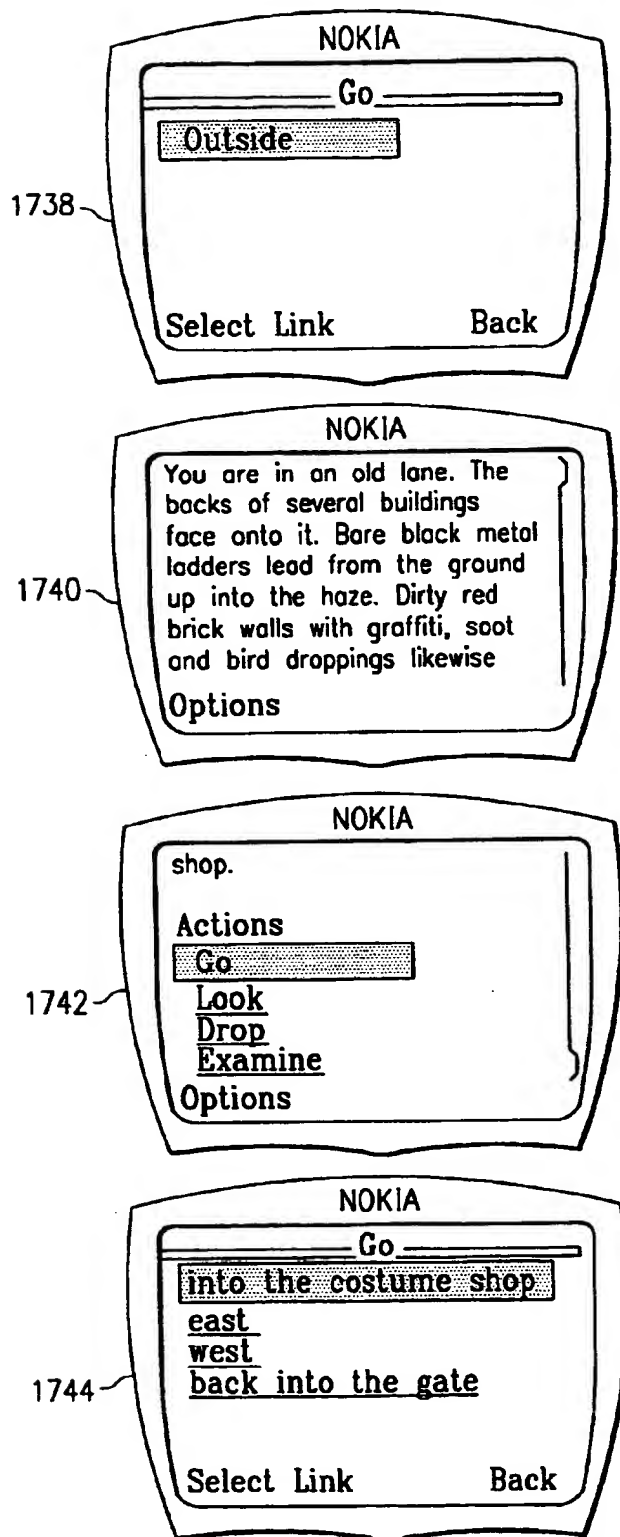 NOKIA
Go
Outside
1738
Select Link Back
NOKIA
You are in an old lane. The
backs of several buildings
face onto it. Bare black metal
ladders lead from the ground
up into the haze. Dirty red
brick walls with graffiti, soot
and bird droppings likewise
1740
Options
NOKIA
shop.
Actions
Go
Look
Drop
Examine
1742
Options
NOKIA
Go
into the costume shop
east
west
back into the gate
1744
Select Link Back